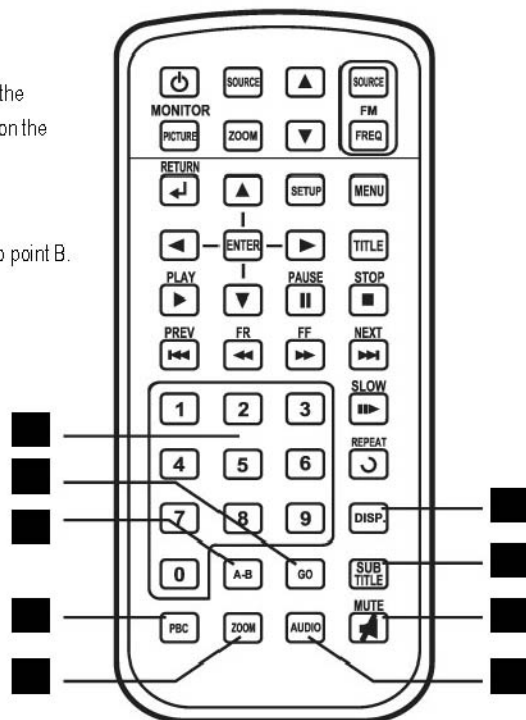 the
on the
o point B.
SOURCE SOURCE
MONITOR FM
PICTURE ZOOM FREQ
RETURN
SETUP MENU
ENTER TITLE
PLAY PAUSE STOP
PREV FR FF NEXT
SLOW
1 2 3
REPEAT
4 5 6
7 8 9 DISP.
0 A-B GO SUB TITLE
MUTE
PBC ZOOM AUDIO